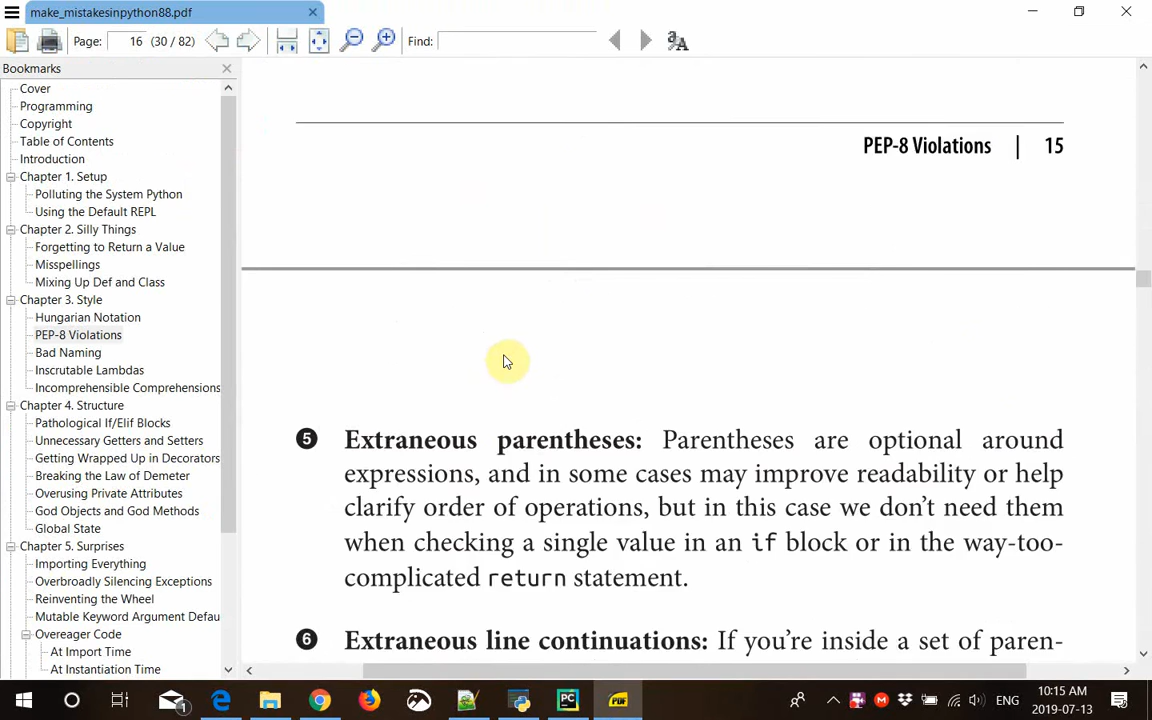 make_mistakesinpython88.pdf
Page: 16 (30 / 82) Find:
Bookmarks
Cover
Programming
Copyright
Table of Contents
Introduction
Chapter 1. Setup
Polluting the System Python
Using the Default REPL
Chapter 2. Silly Things
Forgetting to Return a Value
Misspellings
Mixing Up Def and Class
Chapter 3. Style
Hungarian Notation
PEP-8 Violations
Bad Naming
Inscrutable Lambdas
Incomprehensible Comprehensions
Chapter 4. Structure
Pathological If/Elif Blocks
Unnecessary Getters and Setters
Getting Wrapped Up in Decorators
Breaking the Law of Demeter
Overusing Private Attributes
God Objects and God Methods
Global State
Chapter 5. Surprises
Importing Everything
Overbroadly Silencing Exceptions
Reinventing the Wheel
Mutable Keyword Argument Defau
Overeager Code
At Import Time
At Instantiation Time
PEP-8 Violations | 15
5 Extraneous parentheses: Parentheses are optional around
expressions, and in some cases may improve readability or help
clarify order of operations, but in this case we don't need them
when checking a single value in an if block or in the way-too-
complicated return statement.
6 Extraneous line continuations: If you're inside a set of paren-
1
PC
PDF
ENG
10:15 AM
2019-07-13